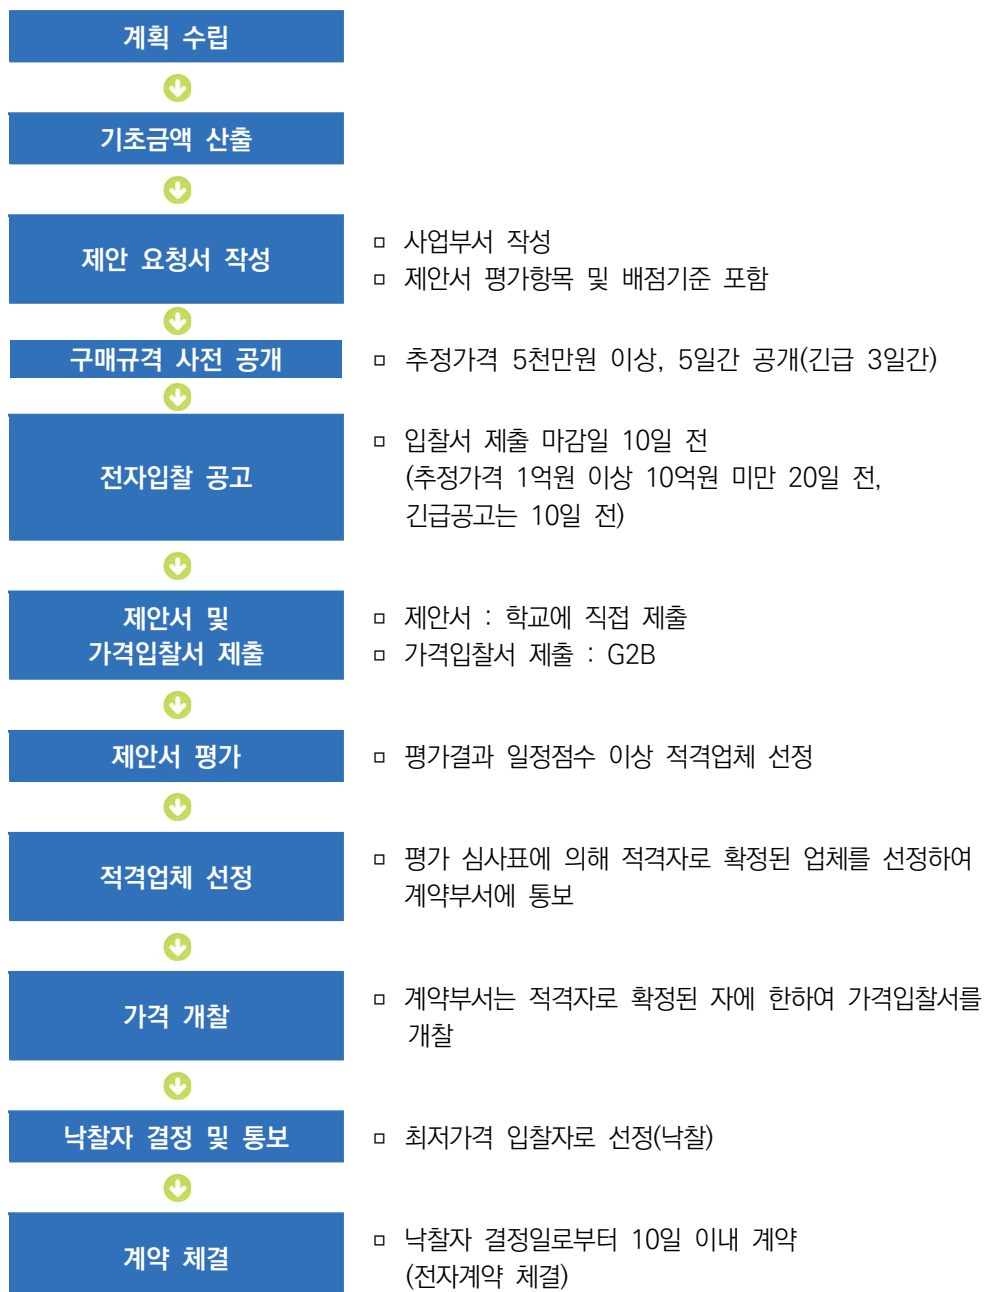 계획 수립
기초금액 산출
제안 요청서 작성
▫ 사업부서 작성
▫ 제안서 평가항목 및 배점기준 포함
구매규격 사전 공개
▫ 추정가격 5천만원 이상, 5일간 공개(긴급 3일간)
전자입찰 공고
▫ 입찰서 제출 마감일 10일 전
(추정가격 1억원 이상 10억원 미만 20일 전,
긴급공고는 10일 전)
제안서 및
가격입찰서 제출
▫ 제안서 : 학교에 직접 제출
▫ 가격입찰서 제출 : G2B
제안서 평가
▫ 평가결과 일정점수 이상 적격업체 선정
적격업체 선정
▫ 평가 심사표에 의해 적격자로 확정된 업체를 선정하여
계약부서에 통보
가격 개찰
▫ 계약부서는 적격자로 확정된 자에 한하여 가격입찰서를
개찰
낙찰자 결정 및 통보
▫ 최저가격 입찰자로 선정(낙찰)
계약 체결
▫ 낙찰자 결정일로부터 10일 이내 계약
(전자계약 체결)